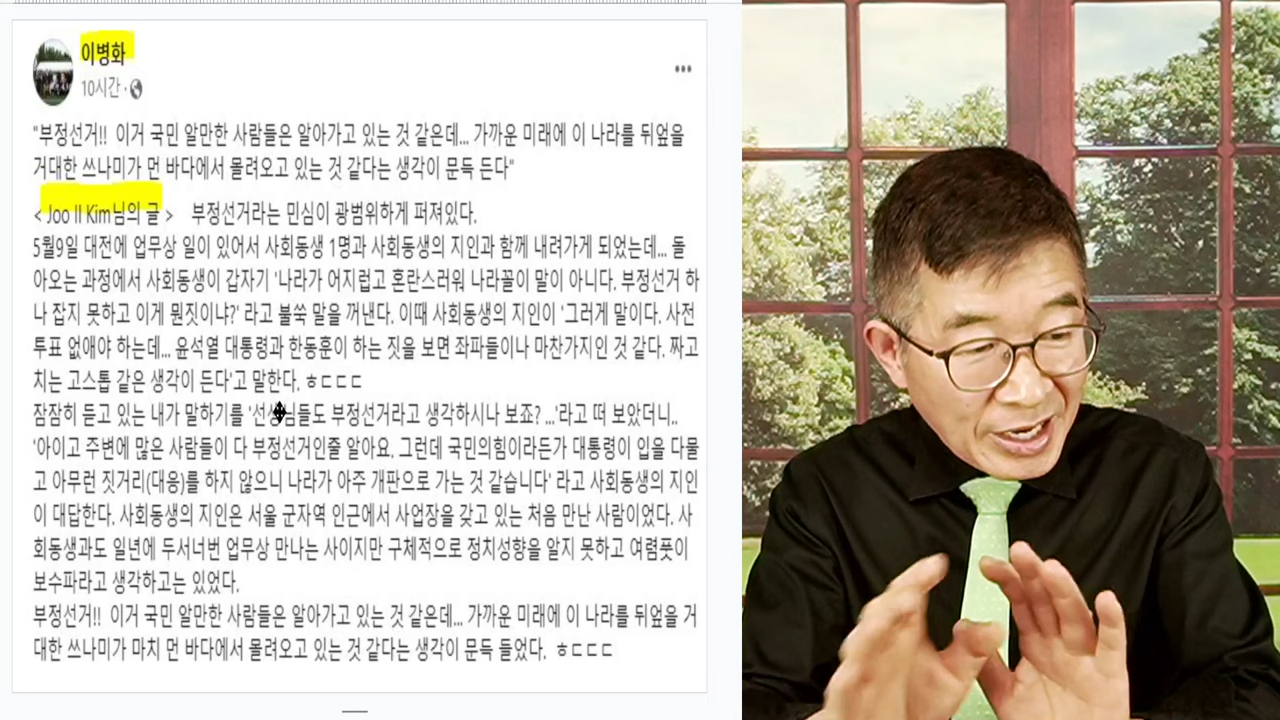 이병화
10시간 ·
"부정선거!! 이거 국민 알만한 사람들은 알아가고 있는 것 같은데... 가까운 미래에 이 나라를 뒤엎을
거대한 쓰나미가 먼 바다에서 몰려오고 있는 것 같다는 생각이 문득 든다"
< Joo Il Kim님의 글 > 부정선거라는 민심이 광범위하게 퍼져있다.
5월9일 대전에 업무상 일이 있어서 사회동생 1명과 사회동생의 지인과 함께 내려가게 되었는데... 돌
아오는 과정에서 사회동생이 갑자기 '나라가 어지럽고 혼란스러워 나라꼴이 말이 아니다. 부정선거 하
나 잡지 못하고 이게 뭔짓이냐?' 라고 불쑥 말을 꺼낸다. 이때 사회동생의 지인이 '그러게 말이다. 사전
투표 없애야 하는데... 윤석열 대통령과 한동훈이 하는 짓을 보면 좌파들이나 마찬가지인 것 같다. 짜고
치는 고스톱 같은 생각이 든다'고 말한다. ㅎㄷㄷㄷ
잠잠히 듣고 있는 내가 말하기를 '선생님들도 부정선거라고 생각하시나 보죠? ...'라고 떠 보았더니..
'아이고 주변에 많은 사람들이 다 부정선거인줄 알아요. 그런데 국민의힘이라든가 대통령이 입을 다물
고 아무런 짓거리(대응)를 하지 않으니 나라가 아주 개판으로 가는 것 같습니다' 라고 사회동생의 지인
이 대답한다. 사회동생의 지인은 서울 군자역 인근에서 사업장을 갖고 있는 처음 만난 사람이었다. 사
회동생과도 일년에 두서너번 업무상 만나는 사이지만 구체적으로 정치성향을 알지 못하고 여렴풋이
보수파라고 생각하고는 있었다.
부정선거!! 이거 국민 알만한 사람들은 알아가고 있는 것 같은데... 가까운 미래에 이 나라를 뒤엎을 거
대한 쓰나미가 마치 먼 바다에서 몰려오고 있는 것 같다는 생각이 문득 들었다. ㅎㄷㄷㄷ